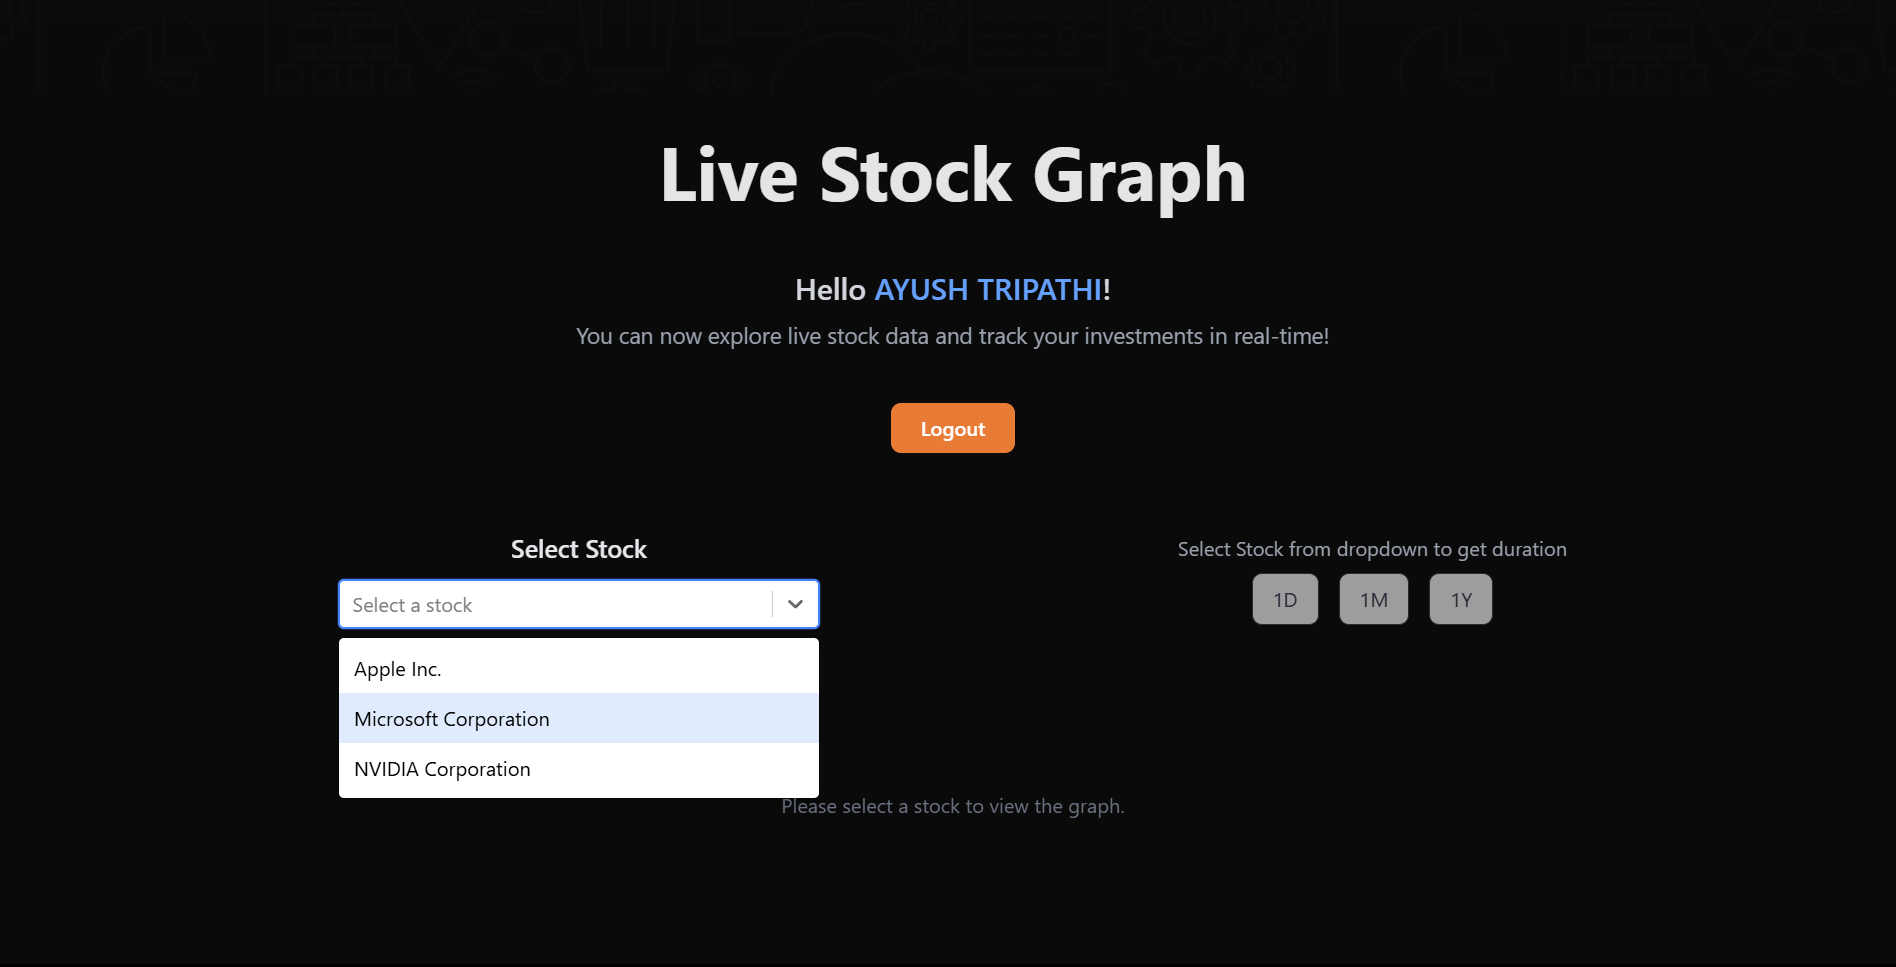 Live Stock Graph
Hello AYUSH TRIPATHI!
You can now explore live stock data and track your investments in real-time!
Logout
Select Stock
Select a stock
Apple Inc.
Microsoft Corporation
NVIDIA Corporation
Select Stock from dropdown to get duration
1D 1M 1Y
Please select a stock to view the graph.